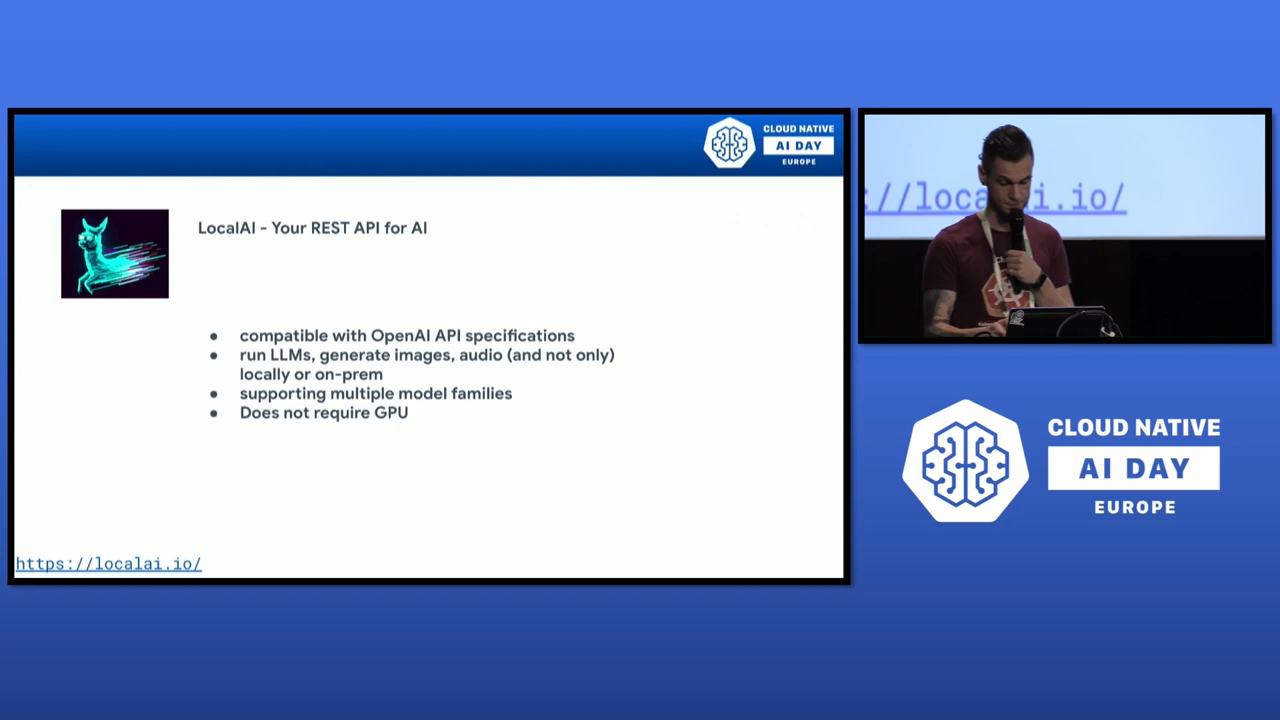 CLOUD NATIVE
AI DAY
EUROPE
LocalAI - Your REST API for AI
● compatible with OpenAI API specifications
● run LLMs, generate images, audio (and not only)
locally or on-prem
● supporting multiple model families
● Does not require GPU
https://localai.io/
://localai.io/
CLOUD NATIVE
AI DAY
EUROPE